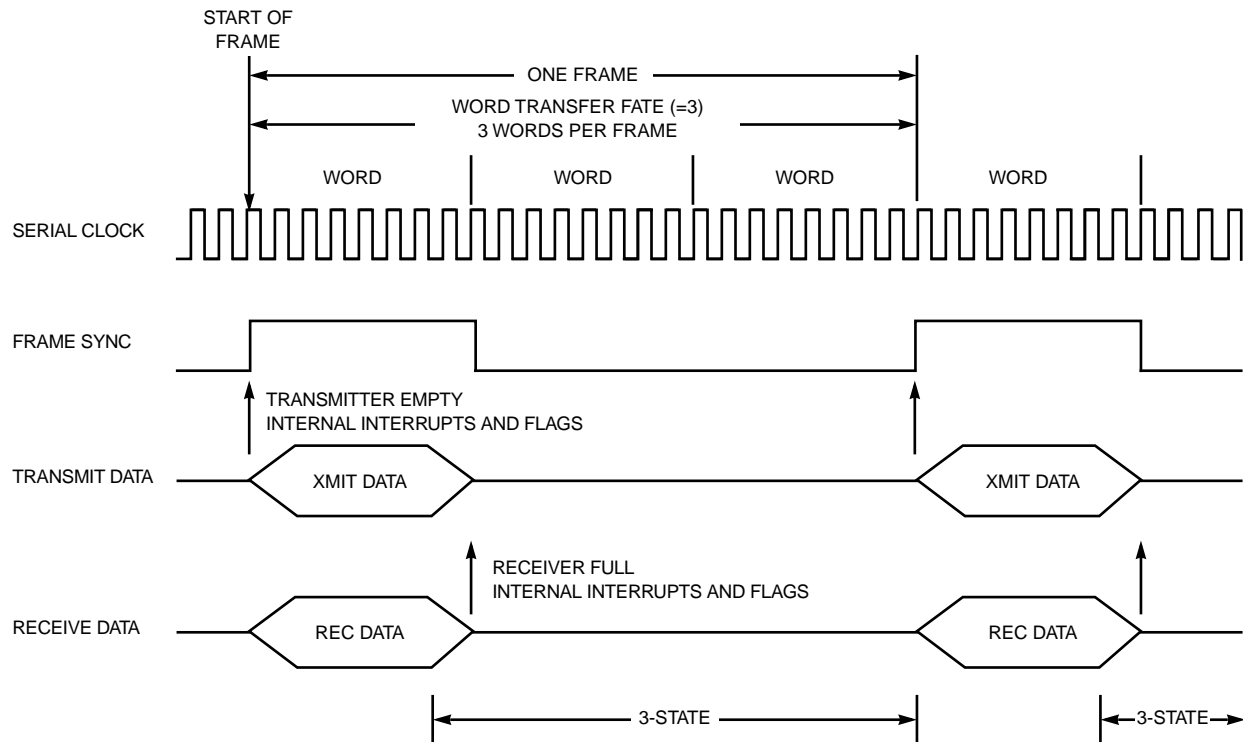 START OF
FRAME
ONE FRAME
WORD TRANSFER FATE (=3)
3 WORDS PER FRAME
WORD WORD WORD WORD
SERIAL CLOCK
FRAME SYNC
TRANSMITTER EMPTY
INTERNAL INTERRUPTS AND FLAGS
TRANSMIT DATA XMIT DATA XMIT DATA
RECEIVER FULL
INTERNAL INTERRUPTS AND FLAGS
RECEIVE DATA REC DATA REC DATA
3-STATE 3-STATE